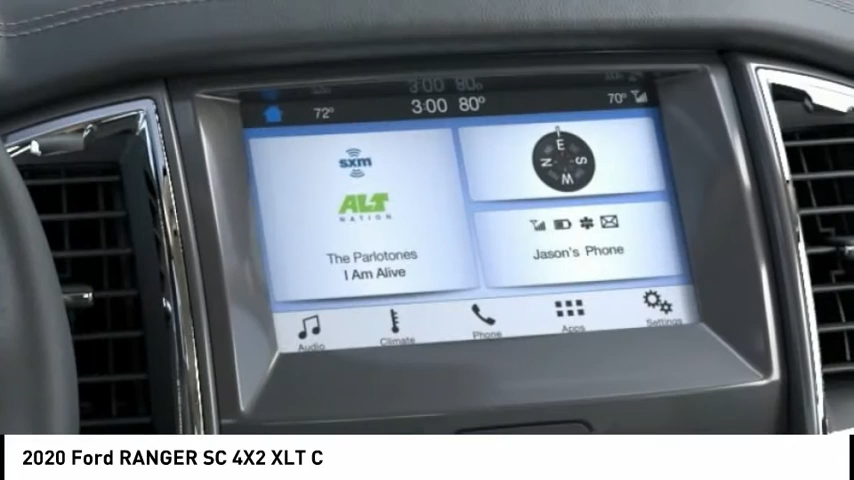 72° 3:00 80° 70°
sxm
ALT
NATION
The Parlotones
I Am Alive
E
N S
W
Jason's Phone
Audio Climate Phone Apps Settings
2020 Ford RANGER SC 4X2 XLT C